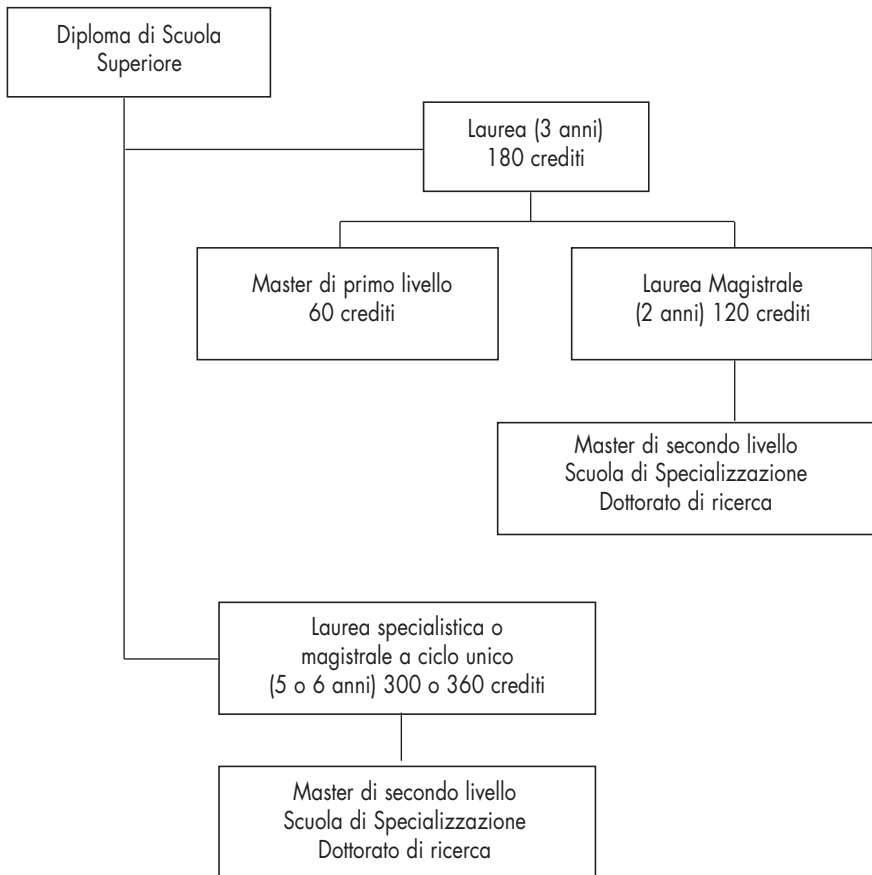 Diploma di Scuola
Superiore
Laurea (3 anni)
180 crediti
Master di primo livello
60 crediti
Laurea Magistrale
(2 anni) 120 crediti
Master di secondo livello
Scuola di Specializzazione
Dottorato di ricerca
Laurea specialistica o
magistrale a ciclo unico
(5 o 6 anni) 300 o 360 crediti
Master di secondo livello
Scuola di Specializzazione
Dottorato di ricerca